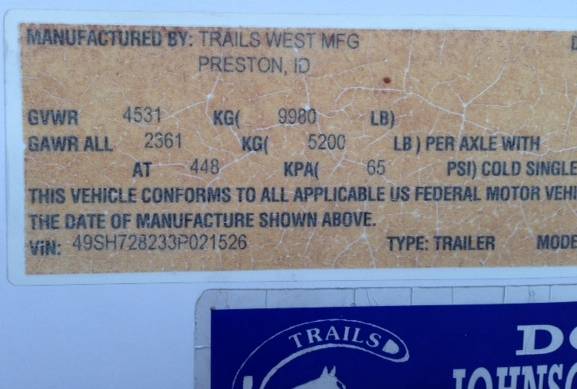 MANUFACTURED BY: TRAILS WEST MFG D
PRESTON, ID
GVWR 4531 KG( 9980 LB)
GAWR ALL 2361 KG( 5200 LB) PER AXLE WITH
AT 448 KPA( 65 PSI) COLD SINGLE
THIS VEHICLE CONFORMS TO ALL APPLICABLE US FEDERAL MOTOR VEHI
THE DATE OF MANUFACTURE SHOWN ABOVE.
VIN: 49SH728233P021526 TYPE: TRAILER MODE
TRAILS DO
JOHNSO